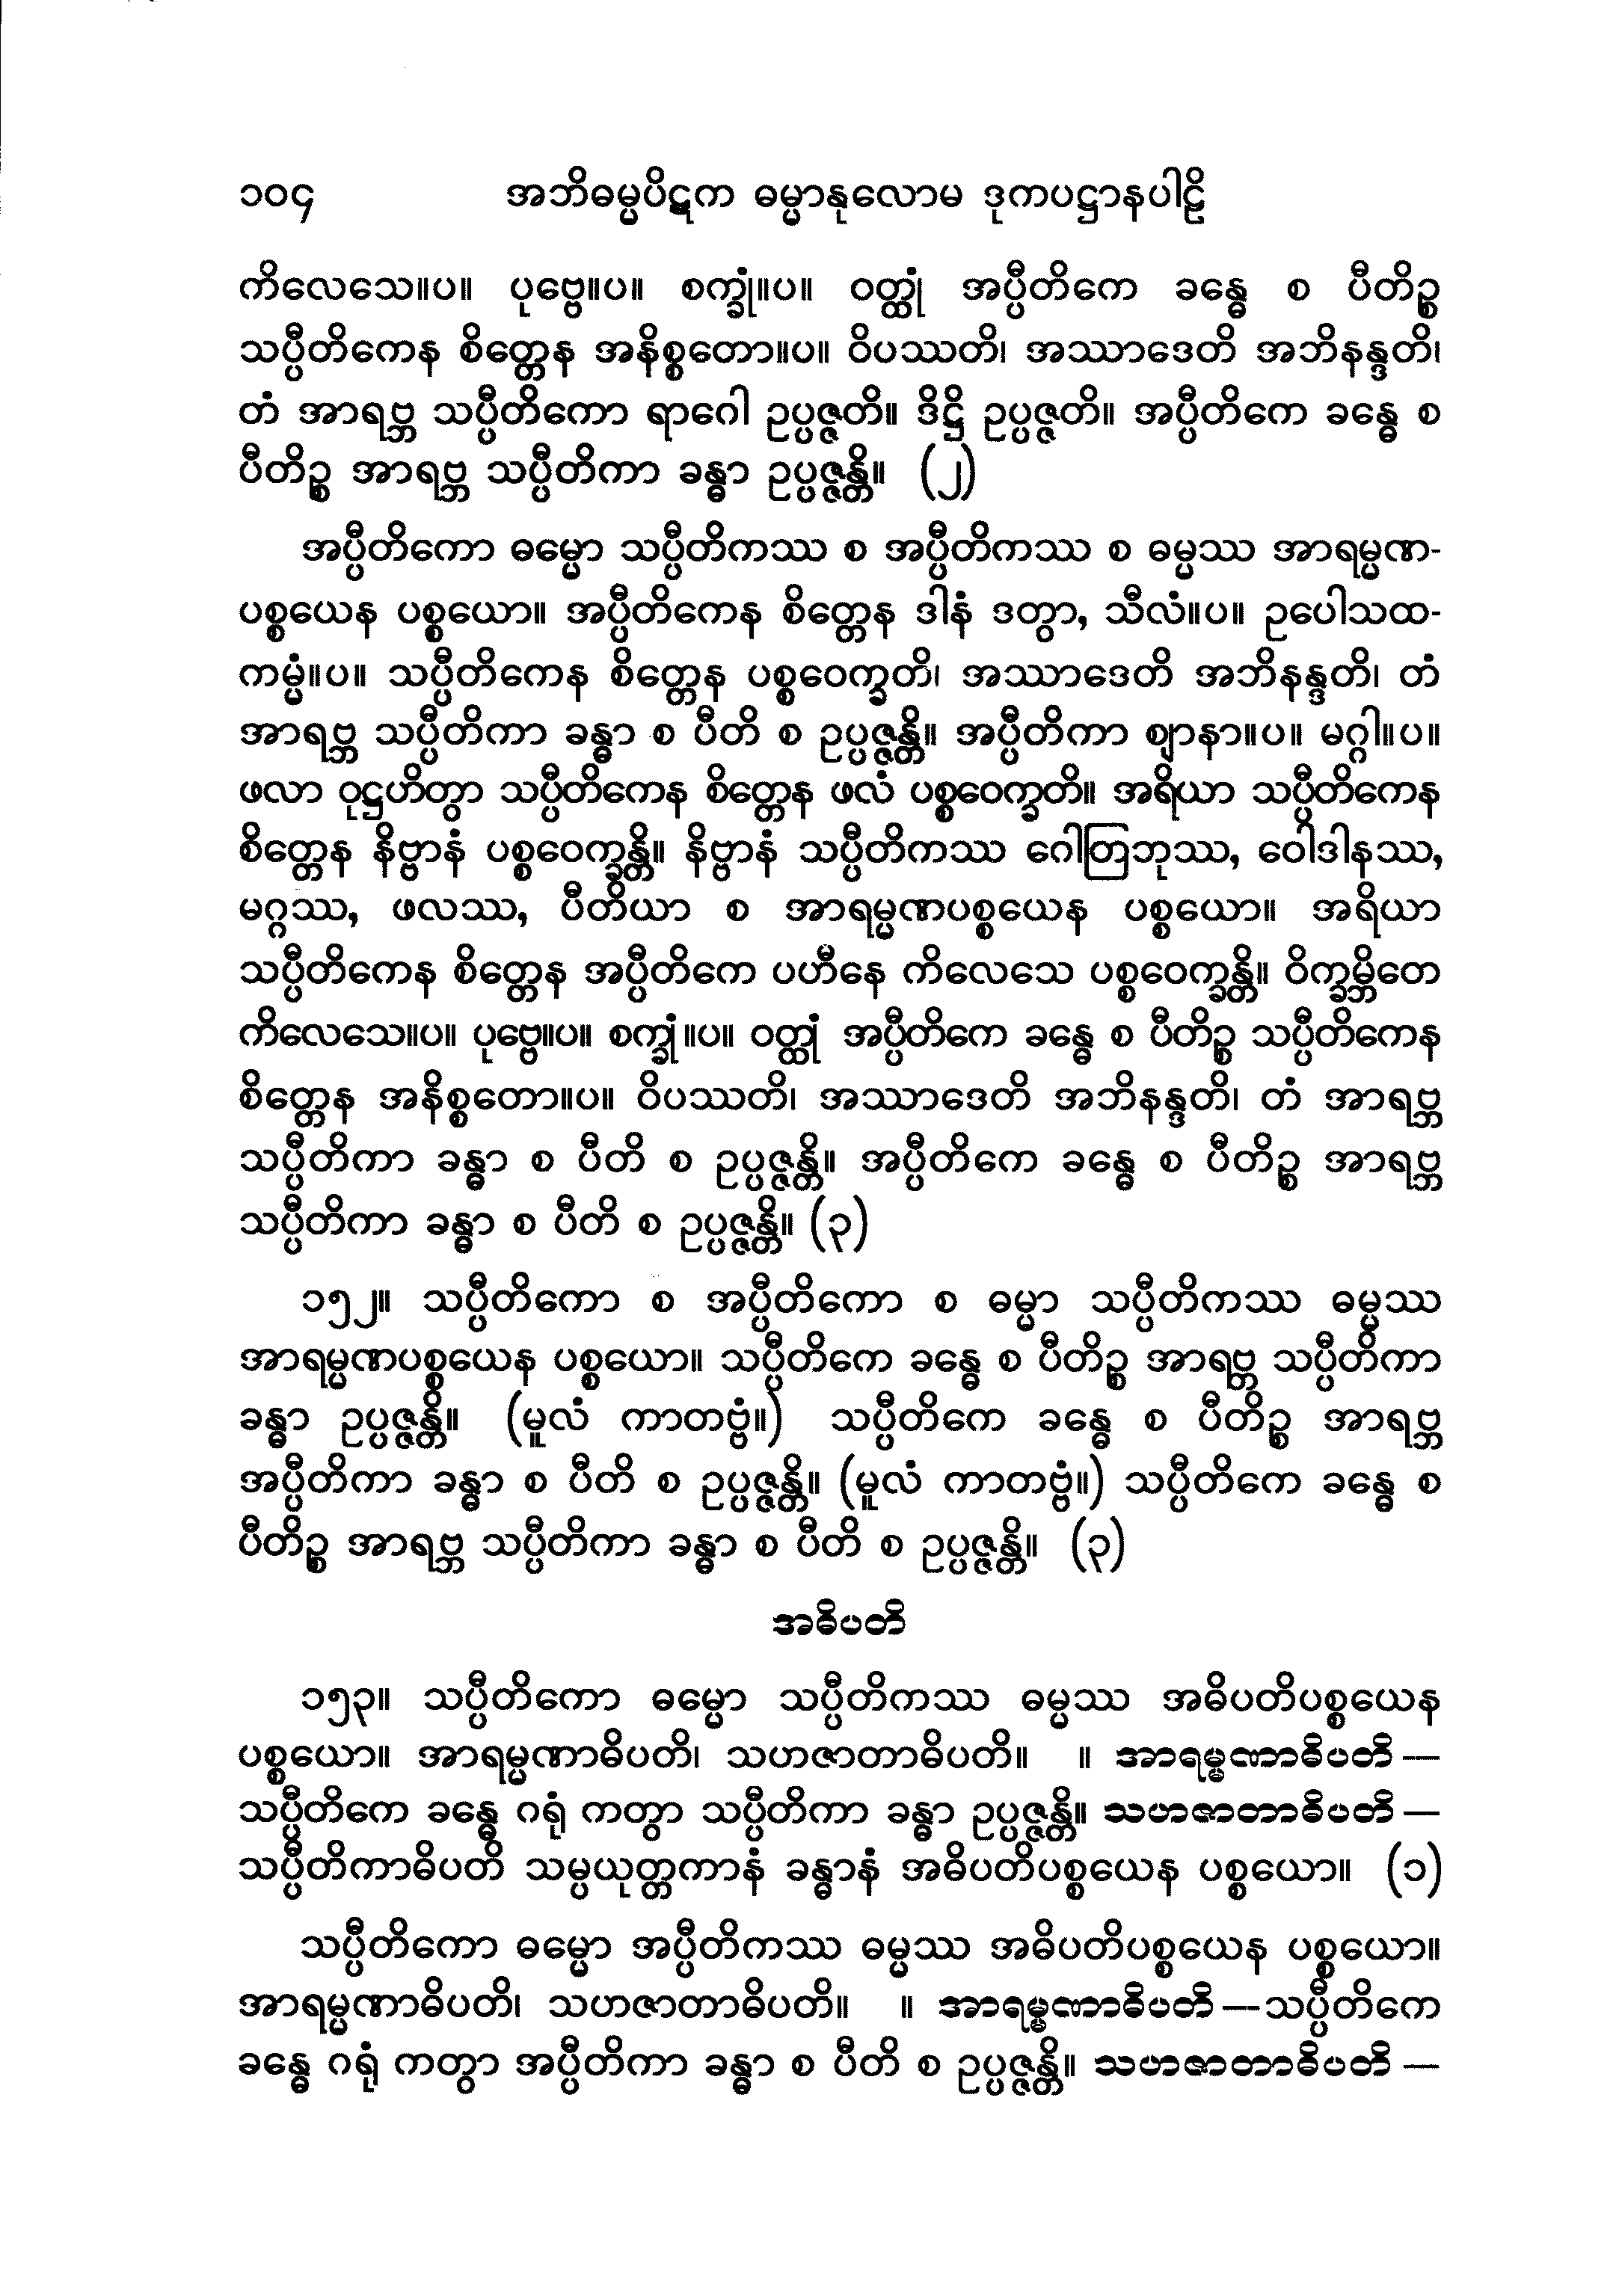 ၁၀၄ အဘိဓမ္မပိဋက ဓမ္မာနုလောမ ဒုကပဋ္ဌာနပါဠိ
ကိလေသေ။ပ။ ပုဗ္ဗေ။ပ။ စက္ခုံ။ပ။ ဝတ္ထုံ အပ္ပီတိကေ ခန္ဓေ စ ပီတိဉ္စ
သပ္ပီတိကေန စိတ္တေန အနိစ္စတော။ပ။ ဝိပဿတိ၊ အဿာဒေတိ အဘိနန္ဒတိ၊
တံ အာရဗ္ဘ သပ္ပီတိကော ရာဂေါ ဥပ္ပဇ္ဇတိ။ ဒိဋ္ဌိ ဥပ္ပဇ္ဇတိ။ အပ္ပီတိကေ ခန္ဓေ စ
ပီတိဉ္စ အာရဗ္ဘ သပ္ပီတိကာ ခန္ဓာ ဥပ္ပဇ္ဇန္တိ။ (၂)
အပ္ပီတိကော ဓမ္မော သပ္ပီတိကဿ စ အပ္ပီတိကဿ စ ဓမ္မဿ အာရမ္မဏ-
ပစ္စယေန ပစ္စယော။ အပ္ပီတိကေန စိတ္တေန ဒါနံ ဒတွာ, သီလံ။ပ။ ဥပေါသထ-
ကမ္မံ။ပ။ သပ္ပီတိကေန စိတ္တေန ပစ္စဝေက္ခတိ၊ အဿာဒေတိ အဘိနန္ဒတိ၊ တံ
အာရဗ္ဘ သပ္ပီတိကာ ခန္ဓာ စ ပီတိ စ ဥပ္ပဇ္ဇန္တိ။ အပ္ပီတိကာ ဈာနာ။ပ။ မဂ္ဂါ။ပ။
ဖလာ ဝုဋ္ဌဟိတွာ သပ္ပီတိကေန စိတ္တေန ဖလံ ပစ္စဝေက္ခတိ။ အရိယာ သပ္ပီတိကေန
စိတ္တေန နိဗ္ဗာနံ ပစ္စဝေက္ခန္တိ။ နိဗ္ဗာနံ သပ္ပီတိကဿ ဂေါတြဘုဿ, ဝေါဒါနဿ,
မဂ္ဂဿ, ဖလဿ, ပီတိယာ စ အာရမ္မဏပစ္စယေန ပစ္စယော။ အရိယာ
သပ္ပီတိကေန စိတ္တေန အပ္ပီတိကေ ပဟီနေ ကိလေသေ ပစ္စဝေက္ခန္တိ။ ဝိက္ခမ္ဘိတေ
ကိလေသေ။ပ။ ပုဗ္ဗေ။ပ။ စက္ခုံ။ပ။ ဝတ္ထုံ အပ္ပီတိကေ ခန္ဓေ စ ပီတိဉ္စ သပ္ပီတိကေန
စိတ္တေန အနိစ္စတော။ပ။ ဝိပဿတိ၊ အဿာဒေတိ အဘိနန္ဒတိ၊ တံ အာရဗ္ဘ
သပ္ပီတိကာ ခန္ဓာ စ ပီတိ စ ဥပ္ပဇ္ဇန္တိ။ အပ္ပီတိကေ ခန္ဓေ စ ပီတိဉ္စ အာရဗ္ဘ
သပ္ပီတိကာ ခန္ဓာ စ ပီတိ စ ဥပ္ပဇ္ဇန္တိ။ (၃)
၁၅၂။ သပ္ပီတိကော စ အပ္ပီတိကော စ ဓမ္မာ သပ္ပီတိကဿ ဓမ္မဿ
အာရမ္မဏပစ္စယေန ပစ္စယော။ သပ္ပီတိကေ ခန္ဓေ စ ပီတိဉ္စ အာရဗ္ဘ သပ္ပီတိကာ
ခန္ဓာ ဥပ္ပဇ္ဇန္တိ။ (မူလံ ကာတဗ္ဗံ။) သပ္ပီတိကေ ခန္ဓေ စ ပီတိဉ္စ အာရဗ္ဘ
အပ္ပီတိကာ ခန္ဓာ စ ပီတိ စ ဥပ္ပဇ္ဇန္တိ။ (မူလံ ကာတဗ္ဗံ။) သပ္ပီတိကေ ခန္ဓေ စ
ပီတိဉ္စ အာရဗ္ဘ သပ္ပီတိကာ ခန္ဓာ စ ပီတိ စ ဥပ္ပဇ္ဇန္တိ။ (၃)
အဓိပတိ
၁၅၃။ သပ္ပီတိကော ဓမ္မော သပ္ပီတိကဿ ဓမ္မဿ အဓိပတိပစ္စယေန
ပစ္စယော။ အာရမ္မဏာဓိပတိ၊ သဟဇာတာဓိပတိ။ ။ အာရမ္မဏာဓိပတိ —
သပ္ပီတိကေ ခန္ဓေ ဂရုံ ကတွာ သပ္ပီတိကာ ခန္ဓာ ဥပ္ပဇ္ဇန္တိ။ သဟဇာတာဓိပတိ —
သပ္ပီတိကာဓိပတိ သမ္ပယုတ္တကာနံ ခန္ဓာနံ အဓိပတိပစ္စယေန ပစ္စယော။ (၁)
သပ္ပီတိကော ဓမ္မော အပ္ပီတိကဿ ဓမ္မဿ အဓိပတိပစ္စယေန ပစ္စယော။
အာရမ္မဏာဓိပတိ၊ သဟဇာတာဓိပတိ။ ။ အာရမ္မဏာဓိပတိ — သပ္ပီတိကေ
ခန္ဓေ ဂရုံ ကတွာ အပ္ပီတိကာ ခန္ဓာ စ ပီတိ စ ဥပ္ပဇ္ဇန္တိ။ သဟဇာတာဓိပတိ —